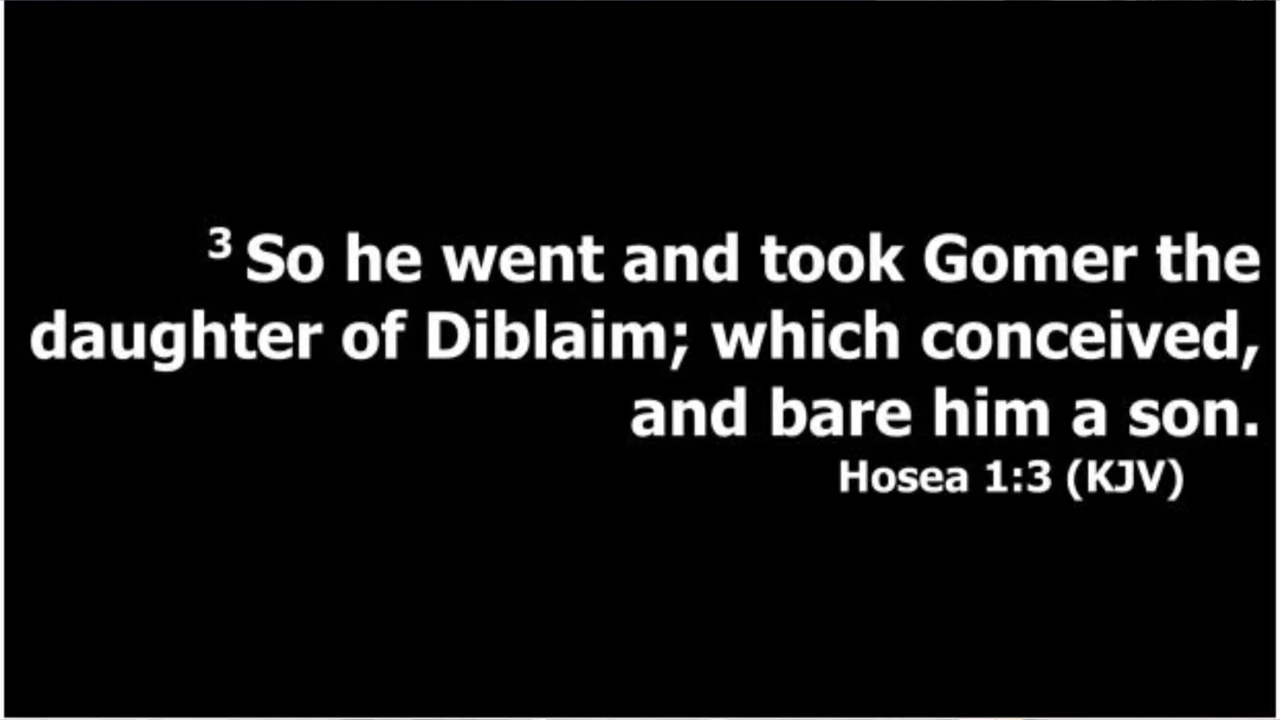 ³ So he went and took Gomer the
daughter of Diblaim; which conceived,
and bare him a son.
Hosea 1:3 (KJV)